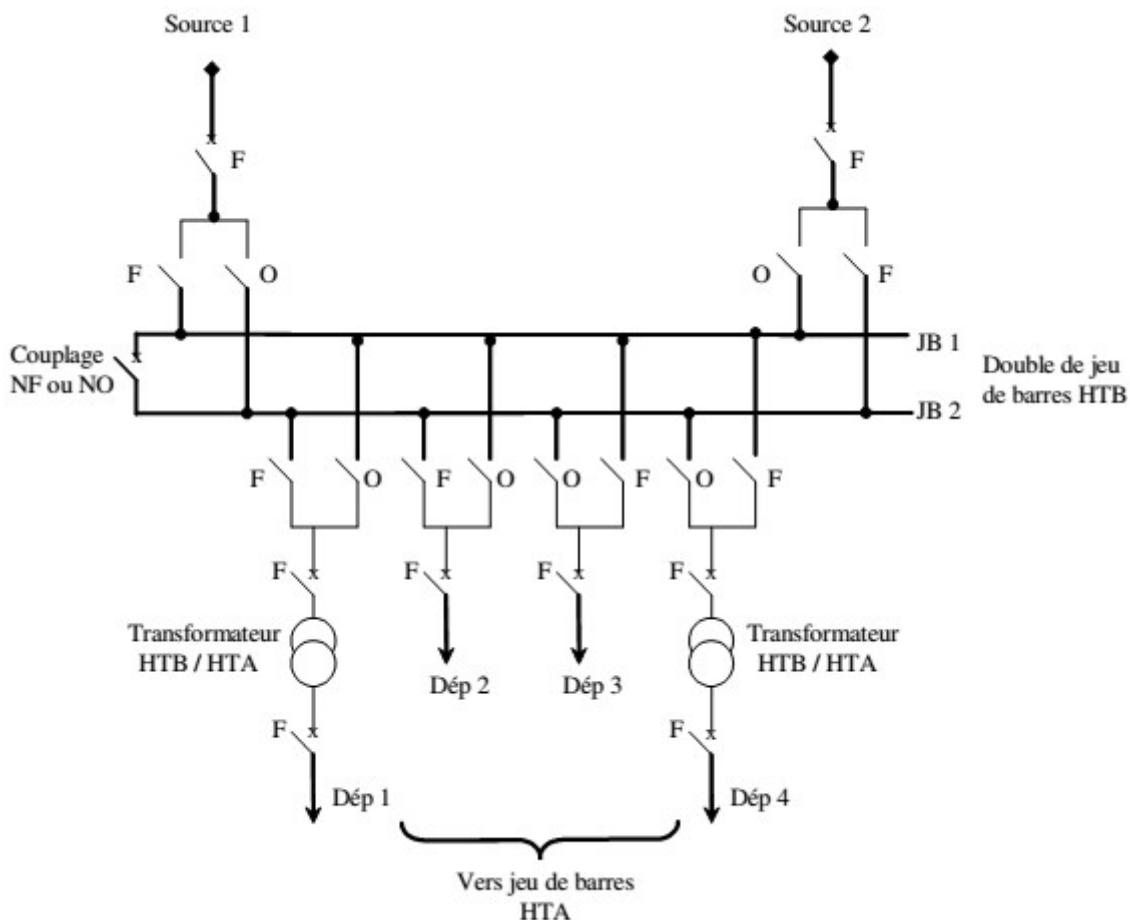 Source 1
Source 2
F
F
F
O
O
F
Couplage
NF ou NO
JB 1
JB 2
Double de jeu
de barres HTB
F
O
F
O
O
F
O
F
F
F
F
F
Transformateur
HTB / HTA
Transformateur
HTB / HTA
Dép 2
Dép 3
F
F
Dép 1
Dép 4
Vers jeu de barres
HTA